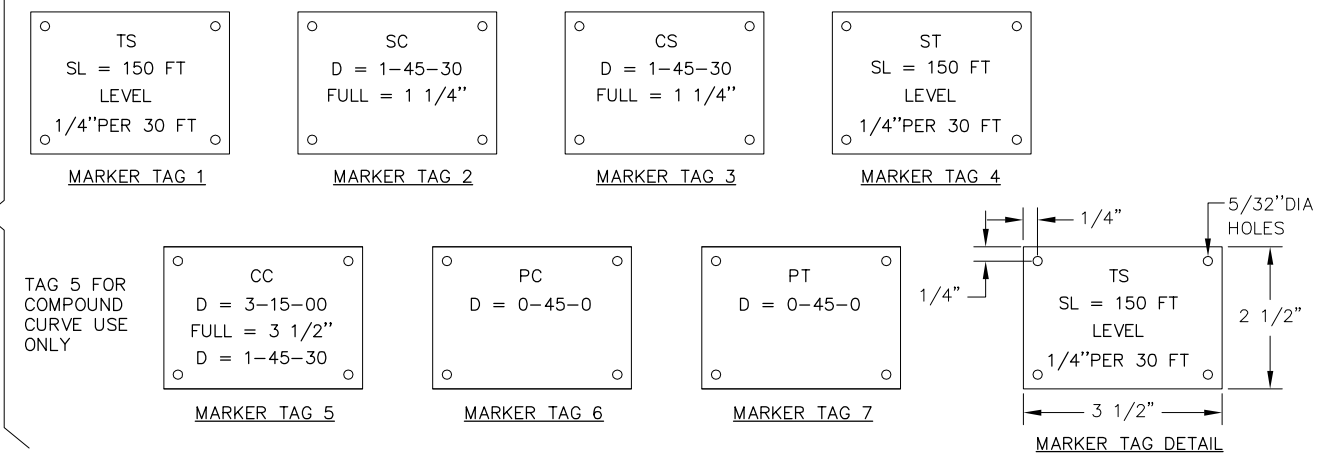 TS
SL = 150 FT
LEVEL
1/4"PER 30 FT
MARKER TAG 1
SC
D = 1-45-30
FULL = 1 1/4"
MARKER TAG 2
CS
D = 1-45-30
FULL = 1 1/4"
MARKER TAG 3
ST
SL = 150 FT
LEVEL
1/4"PER 30 FT
MARKER TAG 4
TAG 5 FOR
COMPOUND
CURVE USE
ONLY
CC
D = 3-15-00
FULL = 3 1/2"
D = 1-45-30
MARKER TAG 5
PC
D = 0-45-0
MARKER TAG 6
PT
D = 0-45-0
MARKER TAG 7
1/4"
5/32"DIA
HOLES
1/4"
TS
SL = 150 FT
LEVEL
1/4"PER 30 FT
2 1/2"
3 1/2"
MARKER TAG DETAIL